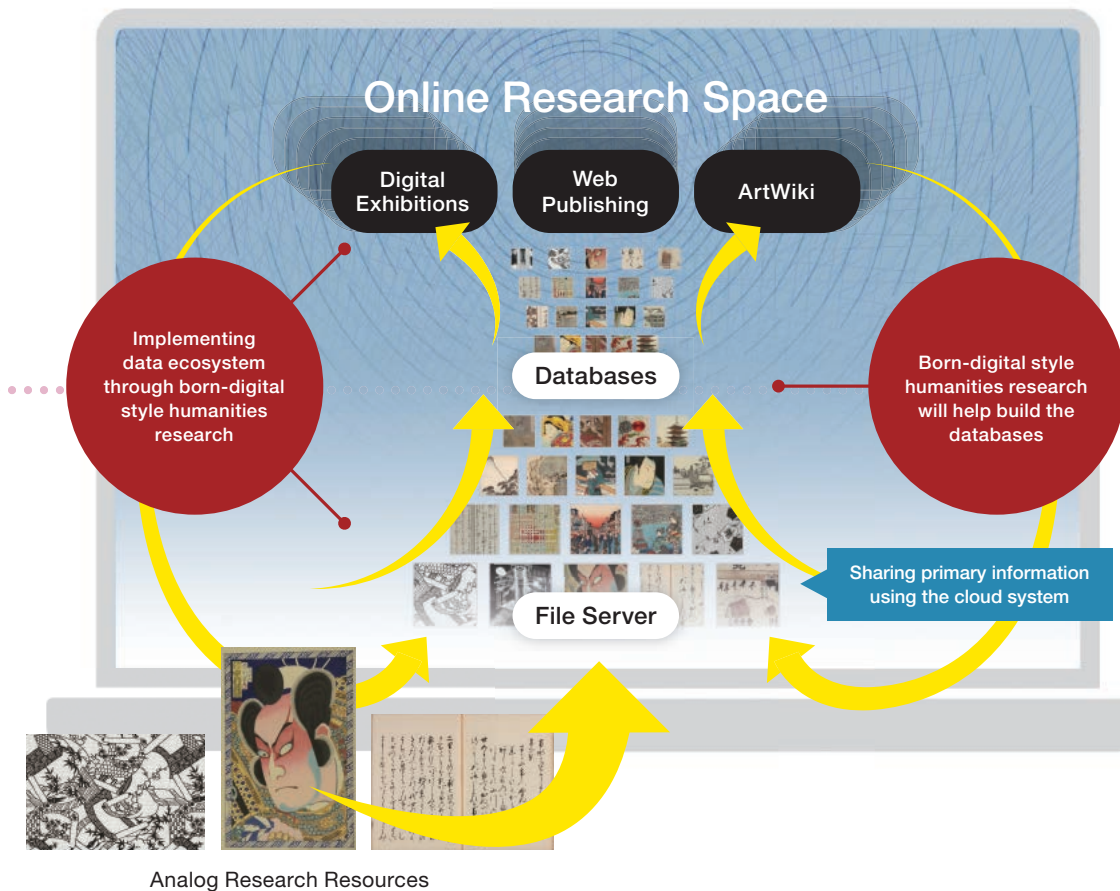 Online Research Space
Digital
Exhibitions
Web
Publishing
ArtWiki
Implementing
data ecosystem
through born-digital
style humanities
research
Databases
Born-digital style
humanities research
will help build the
databases
Sharing primary information
using the cloud system
File Server
Analog Research Resources